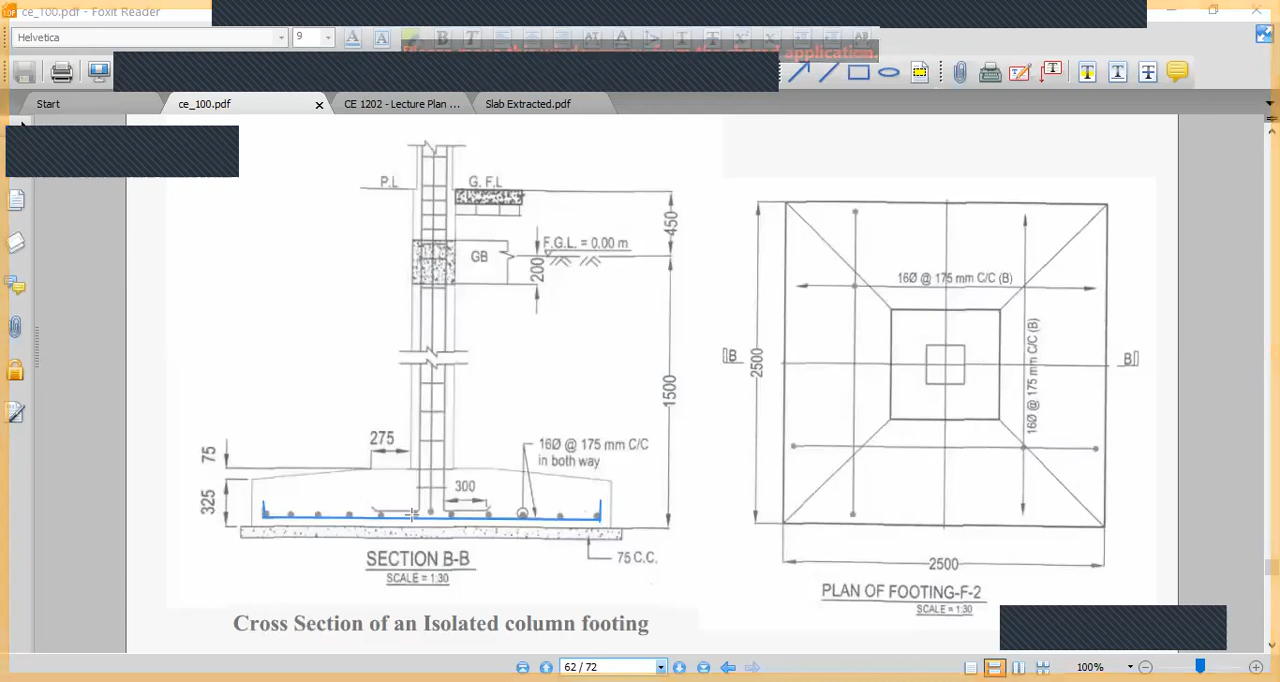 ce_100.pdf - Foxit Reader
Helvetica
9
Start
ce_100.pdf
CE 1202 - Lecture Plan ...
Slab Extracted.pdf
P.L
G. F.L
450
F.G.L. = 0.00 m
GB
200
1500
275
75
325
16Ø @ 175 mm C/C
in both way
300
75 C.C.
SECTION B-B
SCALE = 1:30
16Ø @ 175 mm C/C (B)
16Ø @ 175 mm C/C (B)
B
B
2500
2500
PLAN OF FOOTING-F-2
SCALE =1:30
Cross Section of an Isolated column footing
62 / 72
100%